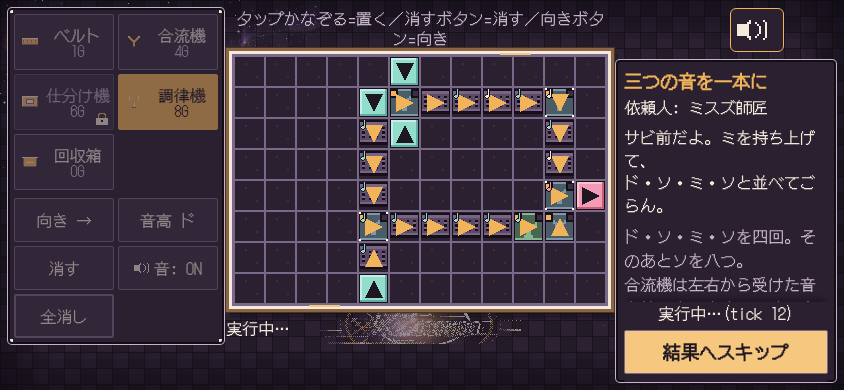 タップかなぞる=置く／消すボタン=消す／向きボタ
ン=向き
ベルト
1G
合流機
4G
仕分け機
6G
調律機
8G
回収箱
0G
向き →
音高 ド
消す
音: ON
全消し
三つの音を一本に
依頼人: ミスズ師匠
サビ前だよ。ミを持ち上げ
て、
ド・ソ・ミ・ソと並べてご
らん。
ド・ソ・ミ・ソを四回。そ
のあとソを八つ。
合流機は左右から受けた音
実行中…(tick 12)
結果へスキップ
実行中…